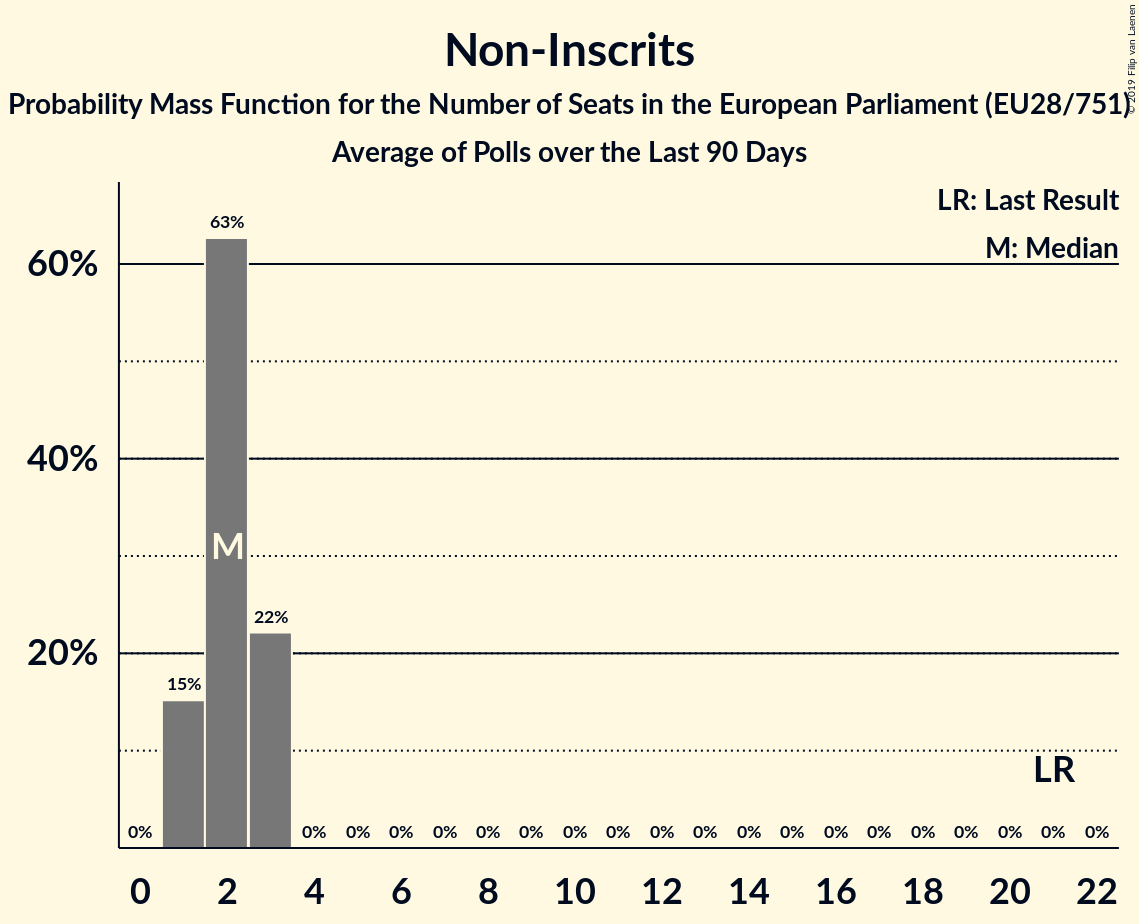 Non-Inscrits
Probability Mass Function for the Number of Seats in the European Parliament (EU28/751)
Average of Polls over the Last 90 Days
© 2019 Filip van Laenen
LR: Last Result
M: Median
63%
60%
40%
M
22%
20%
15%
LR
0% 0% 0% 0% 0% 0% 0% 0% 0% 0% 0% 0% 0% 0% 0% 0% 0% 0% 0% 0%
0 2 4 6 8 10 12 14 16 18 20 22